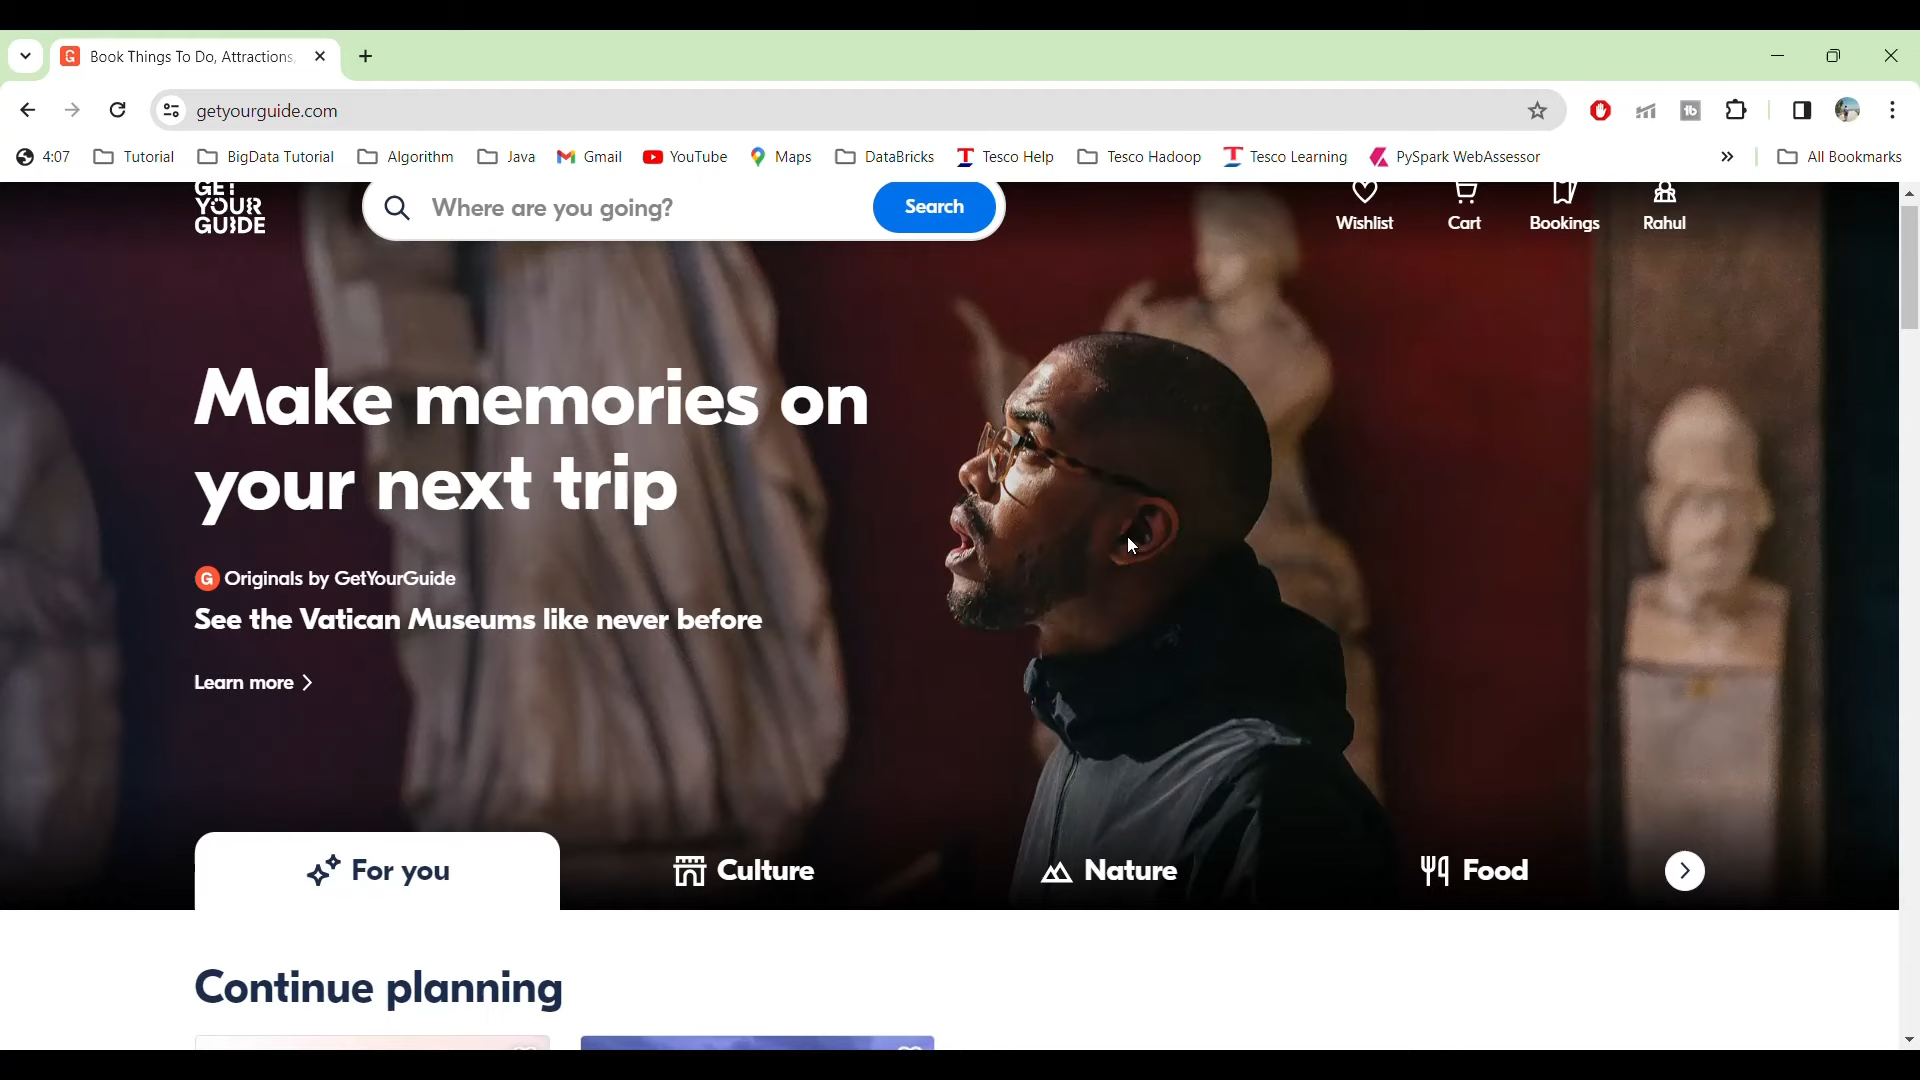 Book Things To Do, Attractions,
getyourguide.com
4:07 Tutorial BigData Tutorial Algorithm Java Gmail YouTube Maps DataBricks Tesco Help Tesco Hadoop Tesco Learning PySpark WebAssessor » All Bookmarks
GET
YOUR
GUIDE
Where are you going?
Search
Wishlist Cart Bookings Rahul
Make memories on
your next trip
G Originals by GetYourGuide
See the Vatican Museums like never before
Learn more
For you Culture Nature Food
Continue planning